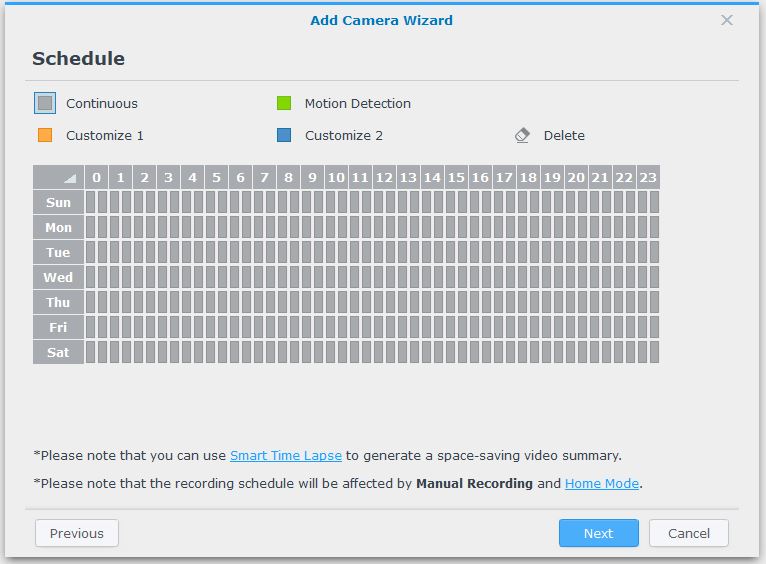 Add Camera Wizard
Schedule
Continuous
Motion Detection
Customize 1
Customize 2
Delete
0 1 2 3 4 5 6 7 8 9 10 11 12 13 14 15 16 17 18 19 20 21 22 23
Sun
Mon
Tue
Wed
Thu
Fri
Sat
*Please note that you can use Smart Time Lapse to generate a space-saving video summary.
*Please note that the recording schedule will be affected by Manual Recording and Home Mode.
Previous
Next
Cancel